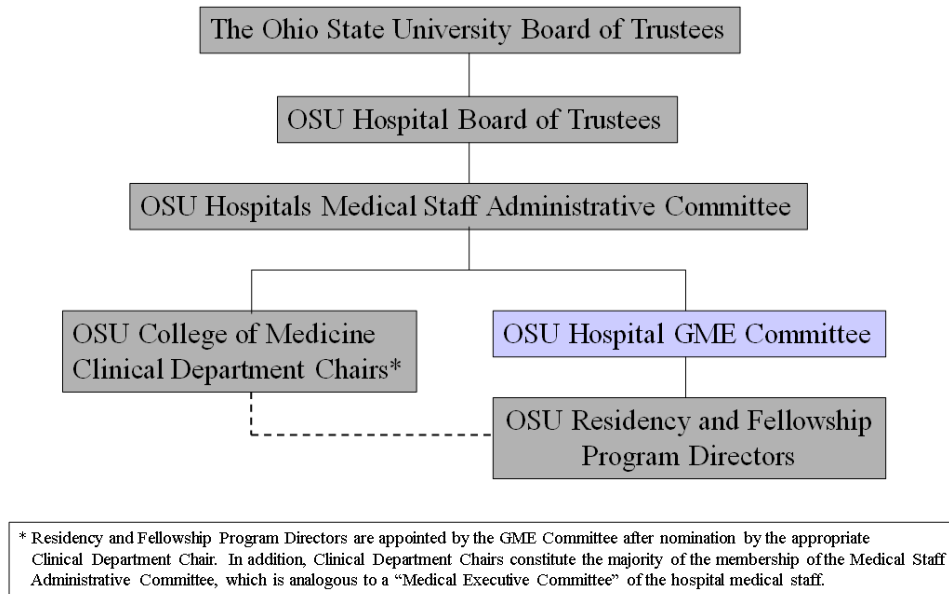 The Ohio State University Board of Trustees
OSU Hospital Board of Trustees
OSU Hospitals Medical Staff Administrative Committee
OSU College of Medicine
Clinical Department Chairs*
OSU Hospital GME Committee
OSU Residency and Fellowship
Program Directors
* Residency and Fellowship Program Directors are appointed by the GME Committee after nomination by the appropriate
Clinical Department Chair. In addition, Clinical Department Chairs constitute the majority of the membership of the Medical Staff
Administrative Committee, which is analogous to a “Medical Executive Committee” of the hospital medical staff.